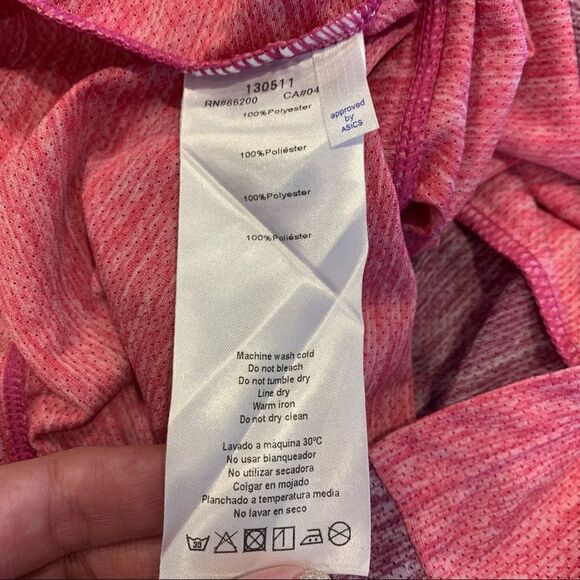 130511
RN#66200 CA#04
100%Polyester
100%Poliéster
100%Polyester
100%Poliéster
approved
by
ASICS
Machine wash cold
Do not bleach
Do not tumble dry
Line dry
Warm iron
Do not dry clean
Lavado a maquina 30ºC
No usar blanqueador
No utilizar secadora
Colgar en mojado
Planchado a temperatura media
No lavar en seco
30